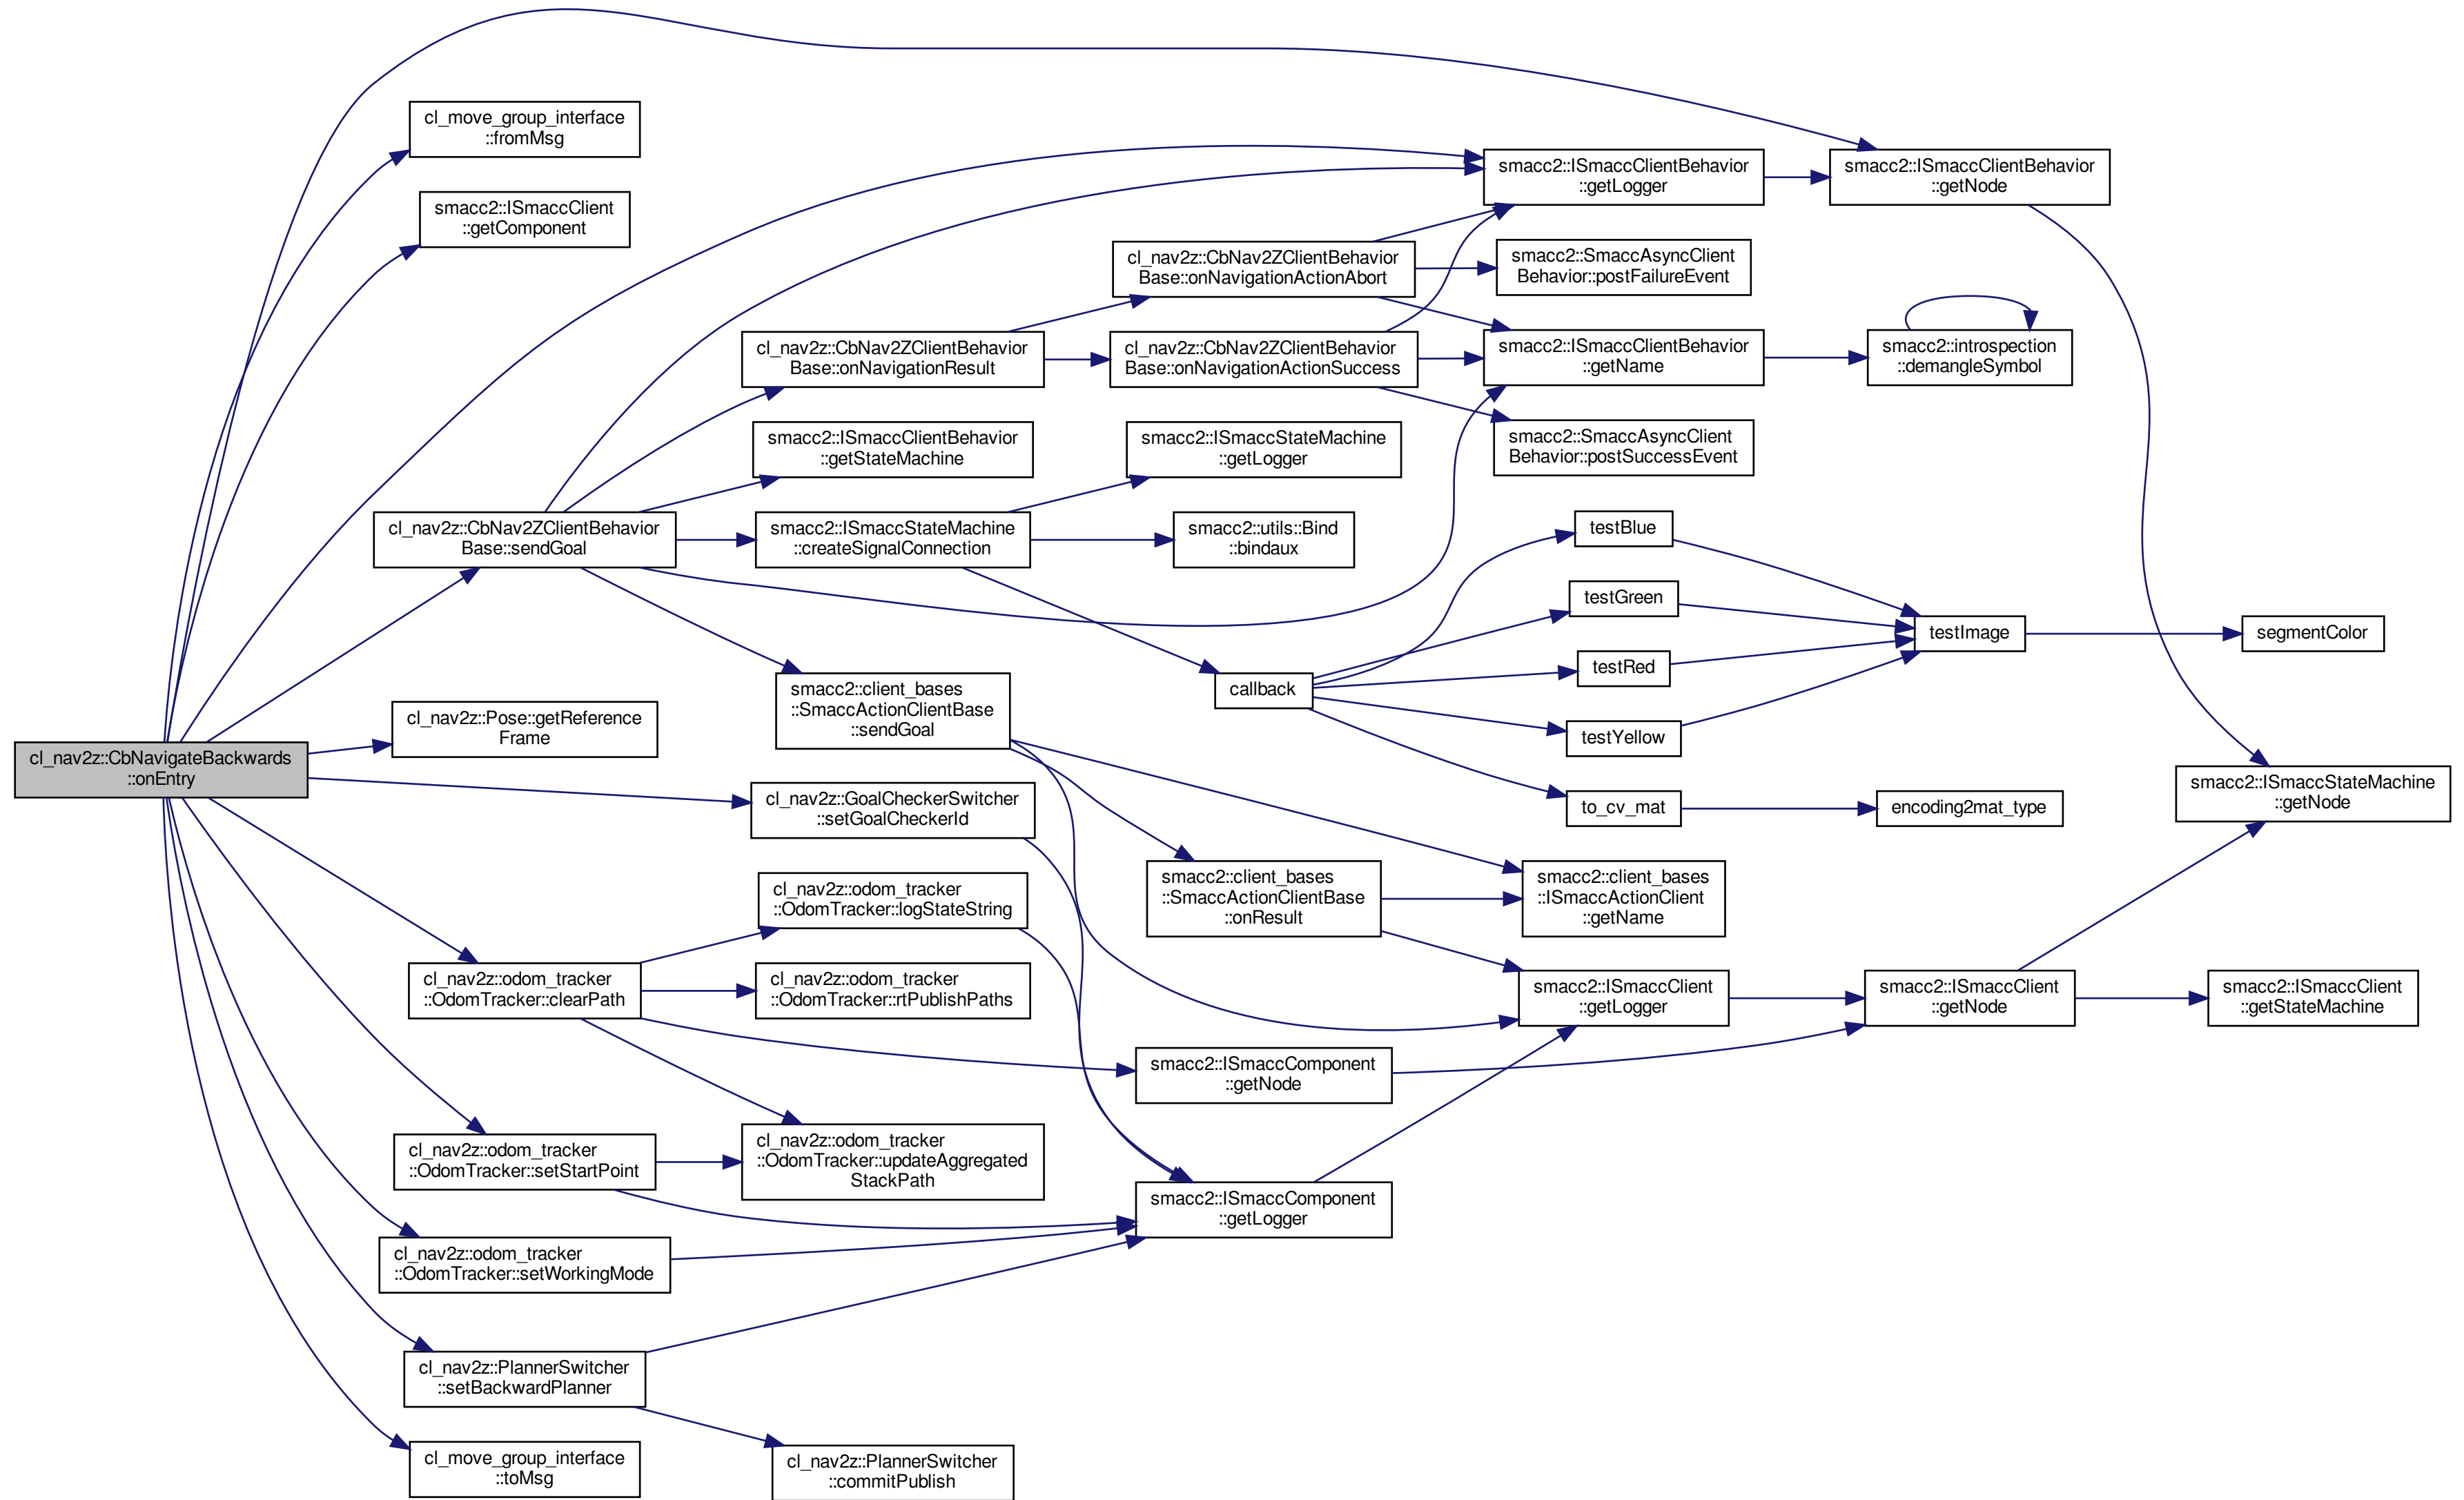 cl_move_group_interface
::fromMsg
smacc2::ISmaccClient
::getComponent
smacc2::ISmaccClientBehavior
::getLogger
smacc2::ISmaccClientBehavior
::getNode
cl_nav2z::CbNav2ZClientBehavior
Base::onNavigationActionAbort
smacc2::SmaccAsyncClient
Behavior::postFailureEvent
cl_nav2z::CbNav2ZClientBehavior
Base::onNavigationResult
cl_nav2z::CbNav2ZClientBehavior
Base::onNavigationActionSuccess
smacc2::ISmaccClientBehavior
::getName
smacc2::introspection
::demangleSymbol
smacc2::ISmaccClientBehavior
::getStateMachine
smacc2::ISmaccStateMachine
::getLogger
smacc2::SmaccAsyncClient
Behavior::postSuccessEvent
cl_nav2z::CbNav2ZClientBehavior
Base::sendGoal
smacc2::ISmaccStateMachine
::createSignalConnection
smacc2::utils::Bind
::bindaux
testBlue
testGreen
testImage
segmentColor
testRed
callback
testYellow
to_cv_mat
encoding2mat_type
smacc2::client_bases
::SmaccActionClientBase
::sendGoal
cl_nav2z::Pose::getReference
Frame
cl_nav2z::CbNavigateBackwards
::onEntry
cl_nav2z::GoalCheckerSwitcher
::setGoalCheckerId
smacc2::ISmaccStateMachine
::getNode
cl_nav2z::odom_tracker
::OdomTracker::logStateString
smacc2::client_bases
::SmaccActionClientBase
::onResult
smacc2::client_bases
::ISmaccActionClient
::getName
cl_nav2z::odom_tracker
::OdomTracker::clearPath
cl_nav2z::odom_tracker
::OdomTracker::rtPublishPaths
smacc2::ISmaccClient
::getLogger
smacc2::ISmaccClient
::getNode
smacc2::ISmaccClient
::getStateMachine
smacc2::ISmaccComponent
::getNode
cl_nav2z::odom_tracker
::OdomTracker::setStartPoint
cl_nav2z::odom_tracker
::OdomTracker::updateAggregated
StackPath
smacc2::ISmaccComponent
::getLogger
cl_nav2z::odom_tracker
::OdomTracker::setWorkingMode
cl_nav2z::PlannerSwitcher
::setBackwardPlanner
cl_move_group_interface
::toMsg
cl_nav2z::PlannerSwitcher
::commitPublish